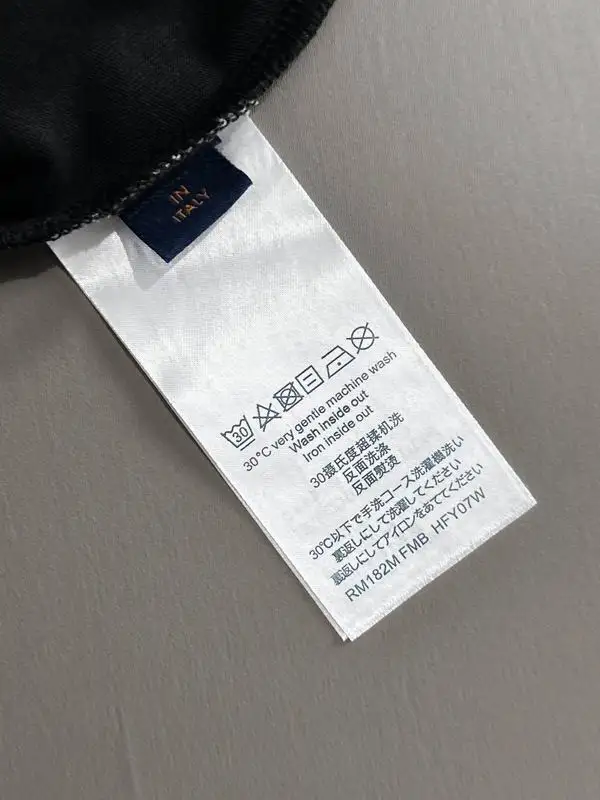 IN
ITALY
30
30°C very gentle machine wash
Wash inside out
Iron inside out
30摄氏度超揉机洗
反面洗涤
反面熨烫
30℃以下で手洗コース洗濯機洗い
裏返しにして洗濯してください
裏返しにしてアイロンをあててください
RM182M FMB HFY07W